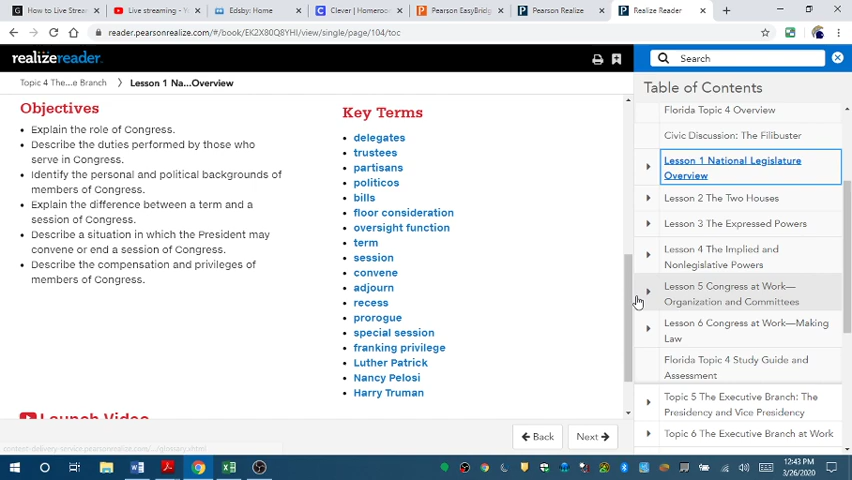 How to Live Strea
Live streaming - Y
Edsby: Home
Clever | Homeroom
Pearson EasyBridg
Pearson Realize
Realize Reader
reader.pearsonrealize.com/#/book/EK2X80Q8YHI/view/single/page/104/toc
realizereader
Search
Topic 4 The...e Branch
Lesson 1 Na...Overview
Objectives
• Explain the role of Congress.
• Describe the duties performed by those who
serve in Congress.
• Identify the personal and political backgrounds of
members of Congress.
• Explain the difference between a term and a
session of Congress.
• Describe a situation in which the President may
convene or end a session of Congress.
• Describe the compensation and privileges of
members of Congress.
Launch Video
Key Terms
• delegates
• trustees
• partisans
• politicos
• bills
• floor consideration
• oversight function
• term
• session
• convene
• adjourn
• recess
• prorogue
• special session
• franking privilege
• Luther Patrick
• Nancy Pelosi
• Harry Truman
Table of Contents
Florida Topic 4 Overview
Civic Discussion: The Filibuster
Lesson 1 National Legislature
Overview
Lesson 2 The Two Houses
Lesson 3 The Expressed Powers
Lesson 4 The Implied and
Nonlegislative Powers
Lesson 5 Congress at Work—
Organization and Committees
Lesson 6 Congress at Work—Making
Law
Florida Topic 4 Study Guide and
Assessment
Topic 5 The Executive Branch: The
Presidency and Vice Presidency
Topic 6 The Executive Branch at Work
Back
Next
content-delivery-service.pearsonrealize.com/../glossary.xhtml
12:43 PM
3/26/2020